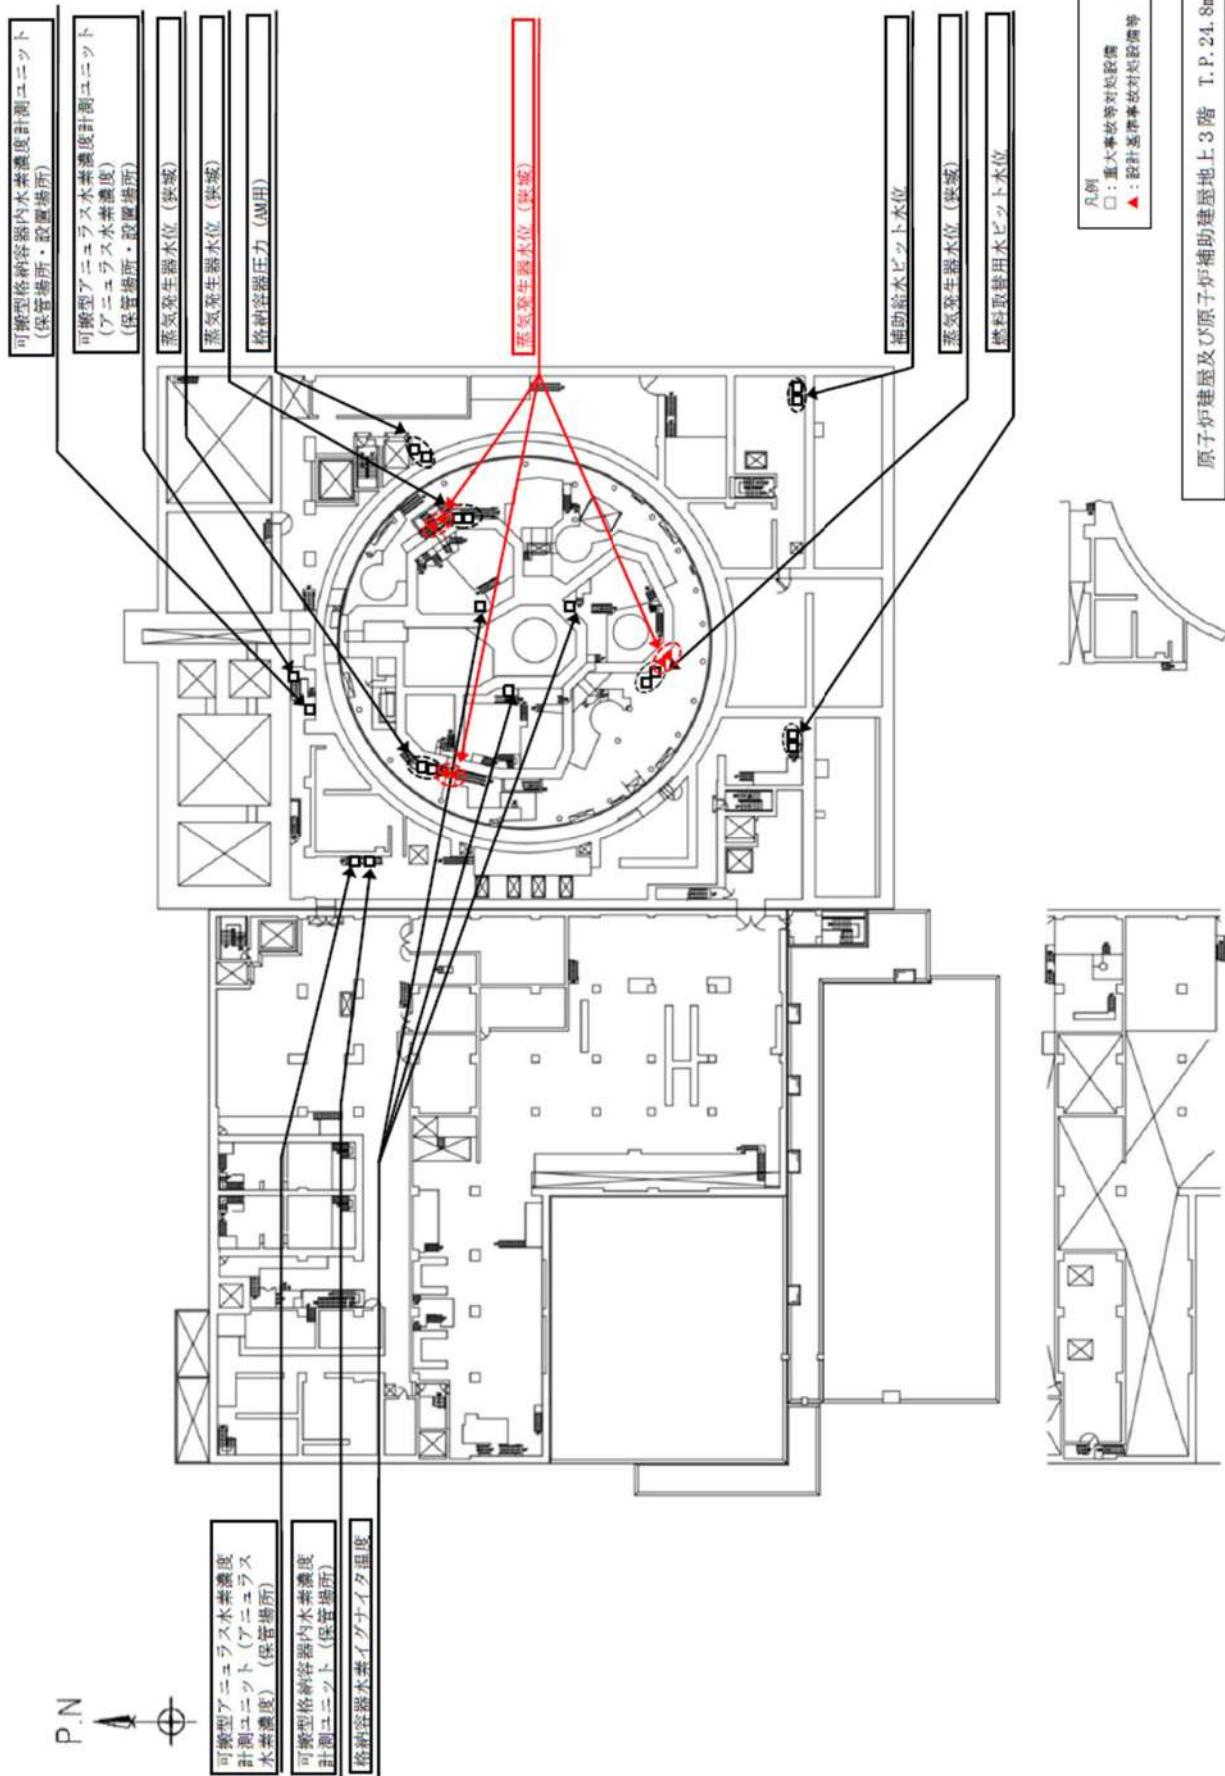 可搬型格納容器内水素濃度計測ユニット
(保管場所・設置場所)
可搬型アニュラス水素濃度計測ユニット
(アニュラス水素濃度)
(保管場所・設置場所)
蒸気発生器水位 (狭域)
蒸気発生器水位 (狭域)
格納容器圧力 (AM用)
蒸気発生器水位 (狭域)
補助給水ピット水位
蒸気発生器水位 (狭域)
燃料取替用水ピット水位
凡例
□ : 重大事故等対処設備
▲ : 設計基準事故対処設備等
原子炉建屋及び原子炉補助建屋地上3階 T.P. 24.8m
P.N
可搬型アニュラス水素濃度
計測ユニット (アニュラス
水素濃度) (保管場所)
可搬型格納容器内水素濃度
計測ユニット (保管場所)
格納容器水素イグナイタ温度